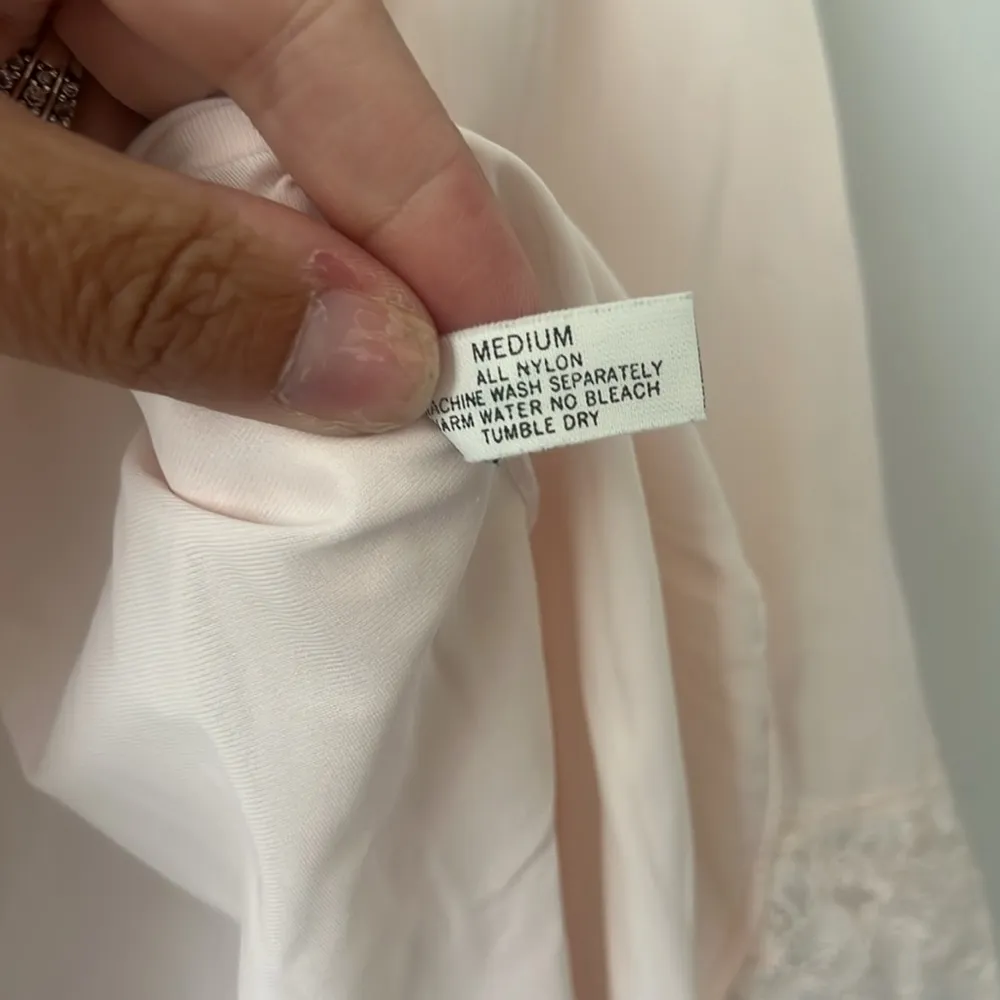 MEDIUM
ALL NYLON
ACHINE WASH SEPARATELY
ARM WATER NO BLEACH
TUMBLE DRY